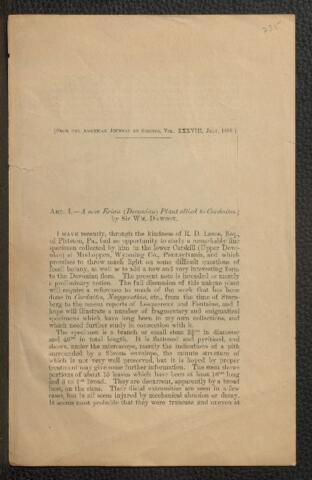 235
[FROM THE AMERICAN JOURNAL OF SCIENCE, VOL. XXXVIII, JULY, 1889.]
ART. I.—A new Erian (Devonian) Plant allied to Cordaites;
by Sir WM. DAWSON.
I HAVE recently, through the kindness of R. D. Lacoe, Esq.,
of Pittston, Pa., had an opportunity to study a remarkably fine
specimen collected by him in the lower Catskill (Upper Devo-
nian) at Meshoppen, Wyoming Co., Pennsylvania, and which
promises to throw much light on some difficult questions of
fossil botany, as well as to add a new and very interesting form
to the Devonian flora. The present note is intended as merely
a preliminary notice. The full discussion of this unique plant
will require a reference to much of the work that has been
done in Cordaites, Næggerathia, etc., from the time of Stern-
berg to the recent reports of Lesquereux and Fontaine, and I
hope will illustrate a number of fragmentary and enigmatical
specimens which have long been in my own collections, and
which need further study in connection with it.
The specimen is a branch or small stem in diameter
and in total length. It is flattened and pyritized, and
shows, under the microscope, merely the indications of a pith
surrounded by a fibrous envelope, the minute structure of
which is not very well preserved, but it is hoped by proper
treatment may give some further information. The stem shows
portions of about 15 leaves which have been at least long
and 3 to broad. They are decurrent, apparently by a broad
base, on the stem. Their distal extremities are seen in a few
cases, but in all seem injured by mechanical abrasion or decay.
It seems most probable that they were truncate and uneven at